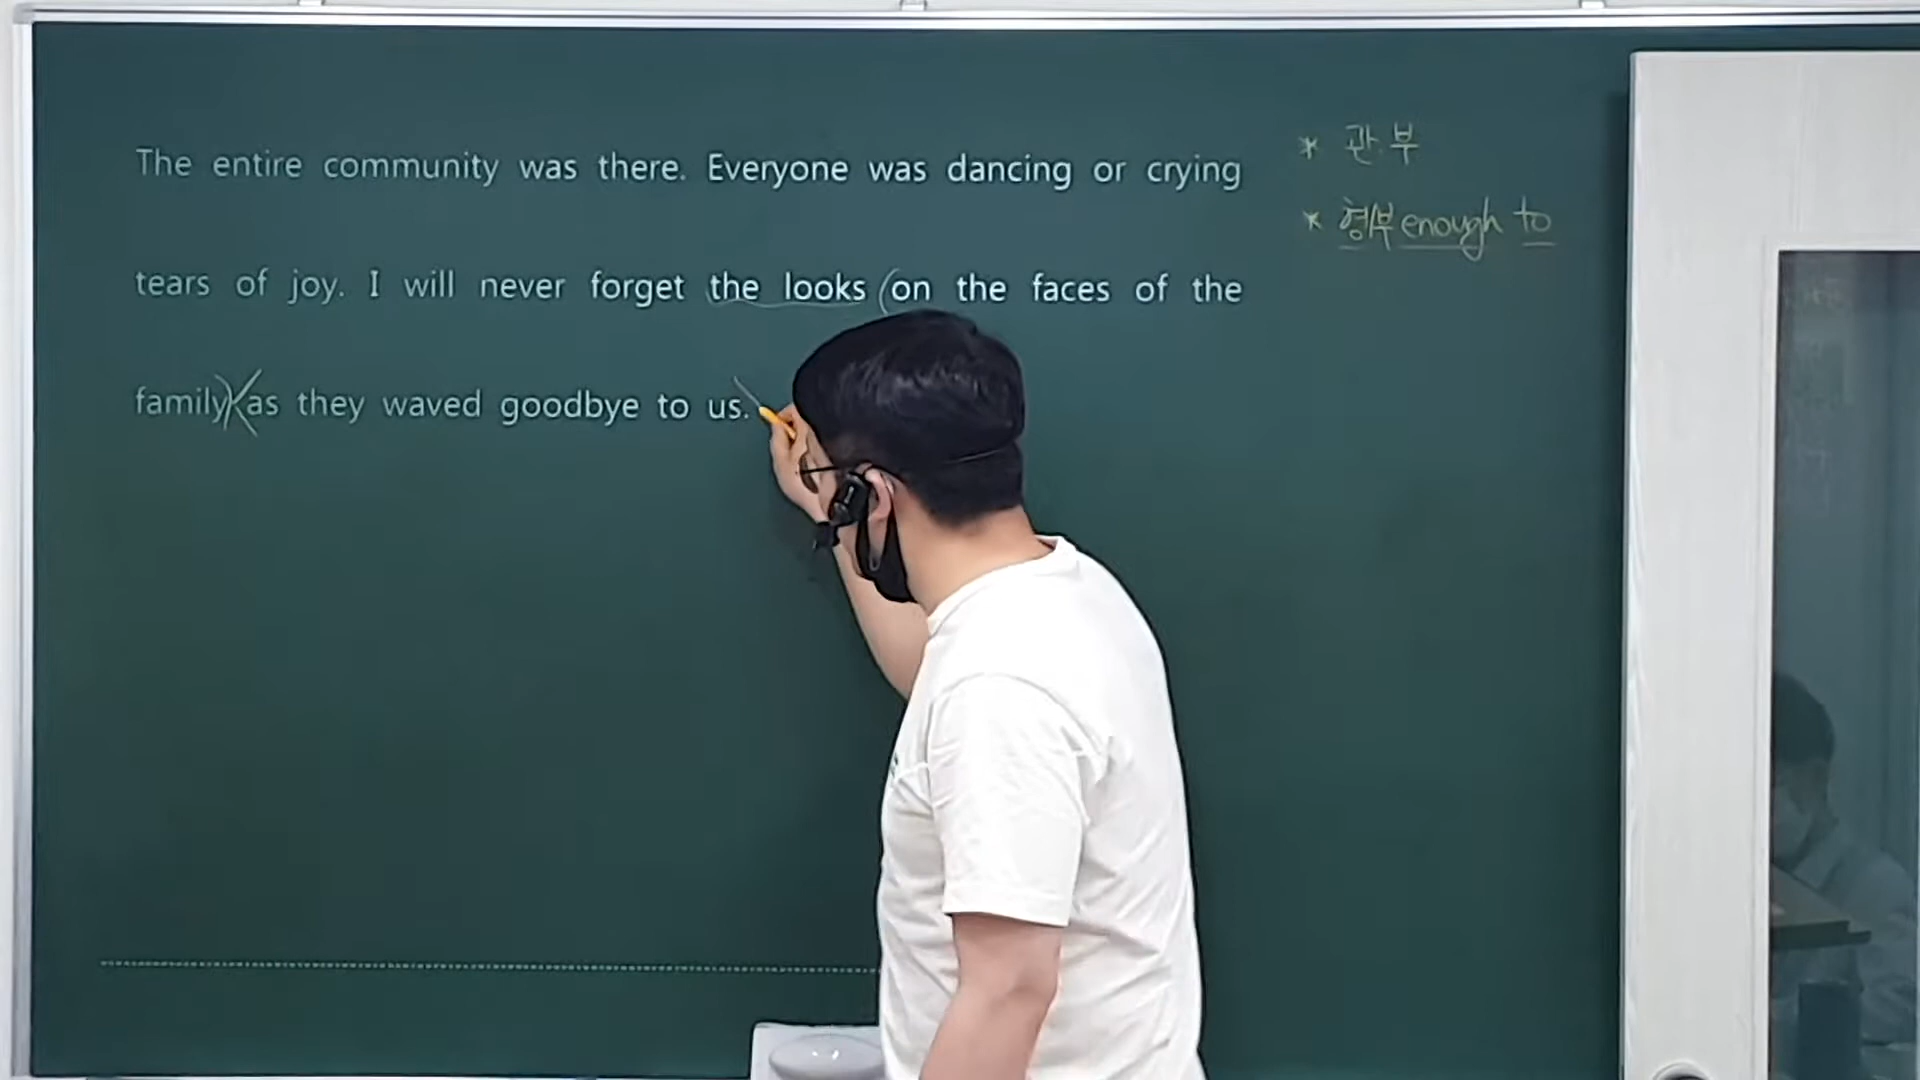 The entire community was there. Everyone was dancing or crying
tears of joy. I will never forget the looks (on the faces of the
family) as they waved goodbye to us.
* 관.부
* 형/부 enough to